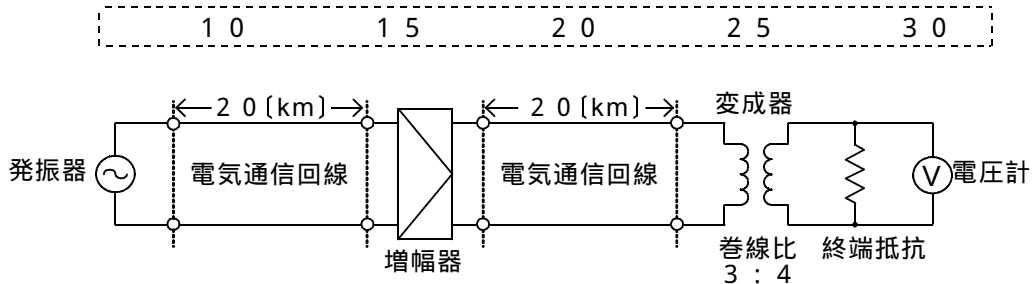 １０ １５ ２０ ２５ ３０
２０〔km〕 ２０〔km〕 変成器
発振器 電気通信回線 電気通信回線 V 電圧計
増幅器 巻線比 終端抵抗
３：４